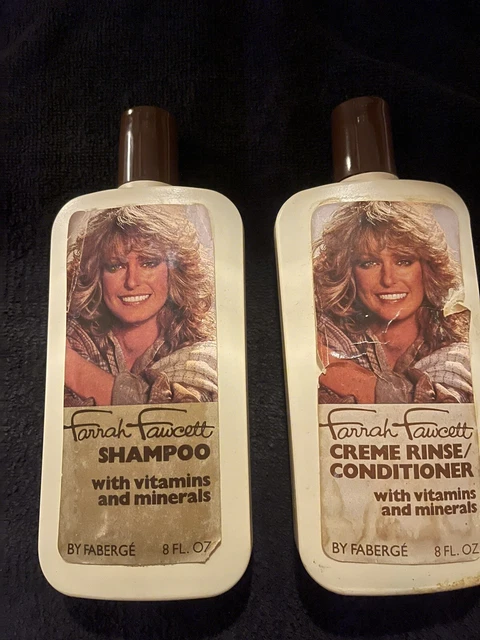 Farrah Fawcett
SHAMPOO
with vitamins
and minerals
BY FABERGÉ 8 FL. OZ
Farrah Fawcett
CREME RINSE/
CONDITIONER
with vitamins
and minerals
BY FABERGÉ 8 FL. OZ